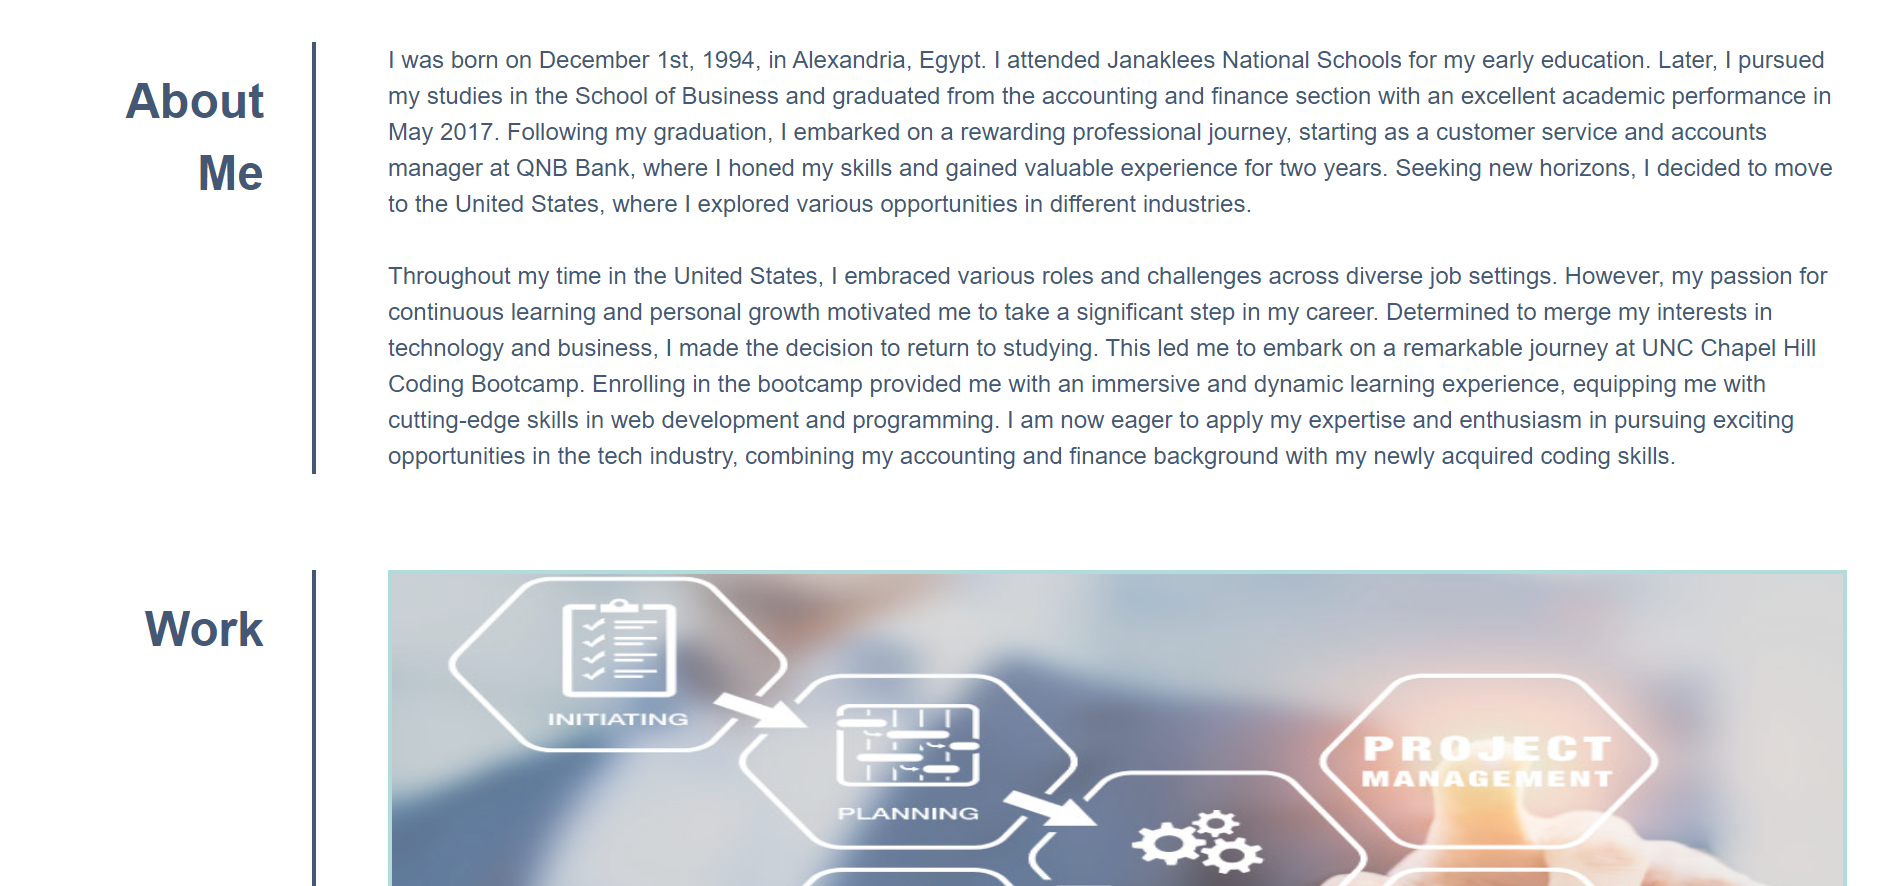 About
Me
I was born on December 1st, 1994, in Alexandria, Egypt. I attended Janaklees National Schools for my early education. Later, I pursued
my studies in the School of Business and graduated from the accounting and finance section with an excellent academic performance in
May 2017. Following my graduation, I embarked on a rewarding professional journey, starting as a customer service and accounts
manager at QNB Bank, where I honed my skills and gained valuable experience for two years. Seeking new horizons, I decided to move
to the United States, where I explored various opportunities in different industries.
Throughout my time in the United States, I embraced various roles and challenges across diverse job settings. However, my passion for
continuous learning and personal growth motivated me to take a significant step in my career. Determined to merge my interests in
technology and business, I made the decision to return to studying. This led me to embark on a remarkable journey at UNC Chapel Hill
Coding Bootcamp. Enrolling in the bootcamp provided me with an immersive and dynamic learning experience, equipping me with
cutting-edge skills in web development and programming. I am now eager to apply my expertise and enthusiasm in pursuing exciting
opportunities in the tech industry, combining my accounting and finance background with my newly acquired coding skills.
Work
INITIATING
PLANNING
PROJECT
MANAGEMENT